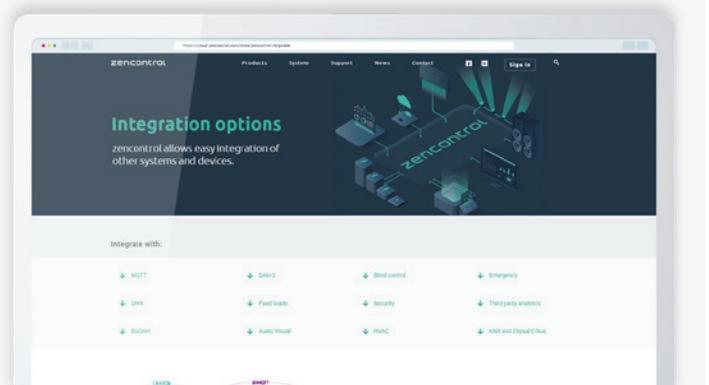 zencontrol
Products System Support News Contact Sign in
Integration options
zencontrol allows easy integration of
other systems and devices.
zencontrol
Integrate with:
MQTT DALI-2 Blind control Emergency
DMX Fixed loads Security Third party analytics
BACnet Audio Visual HVAC KNX and Clipsal C-bus